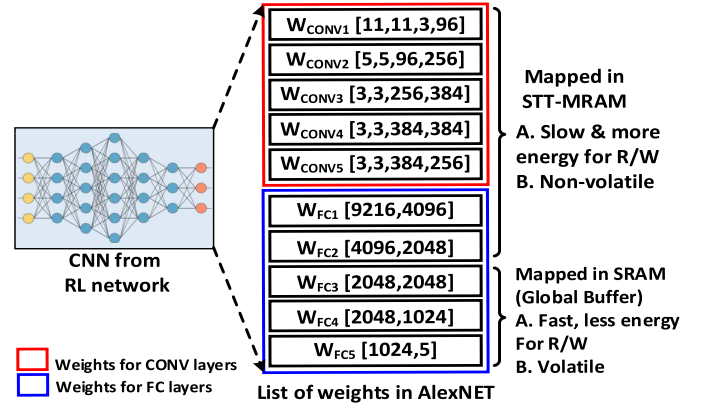 W_CONV1 [11,11,3,96]
W_CONV2 [5,5,96,256]
W_CONV3 [3,3,256,384]
W_CONV4 [3,3,384,384]
W_CONV5 [3,3,384,256]
W_FC1 [9216,4096]
W_FC2 [4096,2048]
W_FC3 [2048,2048]
W_FC4 [2048,1024]
W_FC5 [1024,5]
List of weights in AlexNET
Mapped in
STT-MRAM
A. Slow & more
energy for R/W
B. Non-volatile
Mapped in SRAM
(Global Buffer)
A. Fast, less energy
For R/W
B. Volatile
CNN from
RL network
Weights for CONV layers
Weights for FC layers